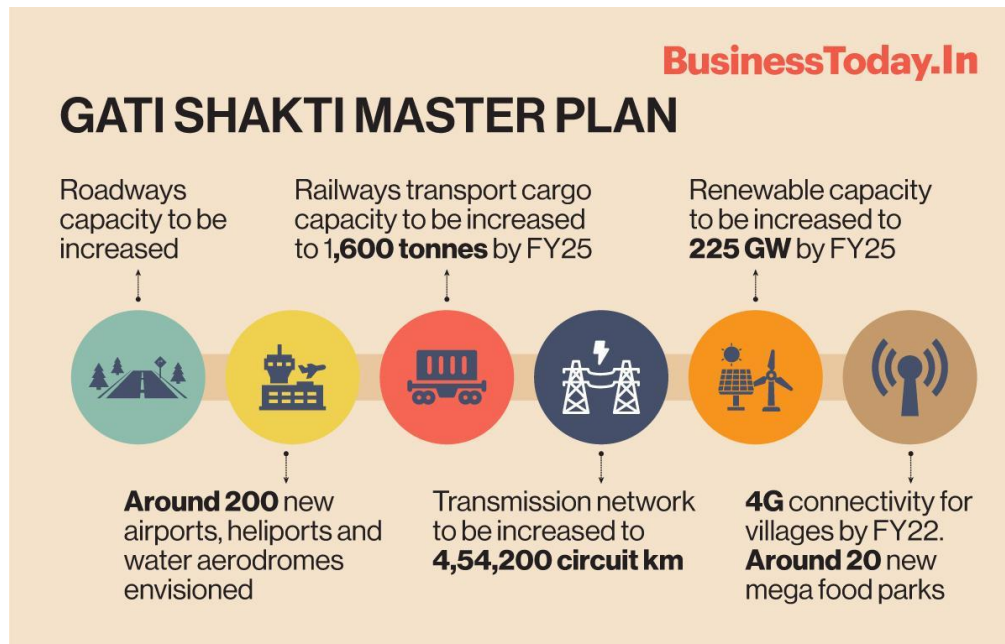 BusinessToday.In
GATI SHAKTI MASTER PLAN
Roadways
capacity to be
increased
Railways transport cargo
capacity to be increased
to 1,600 tonnes by FY25
Renewable capacity
to be increased to
225 GW by FY25
Around 200 new
airports, heliports and
water aerodromes
envisioned
Transmission network
to be increased to
4,54,200 circuit km
4G connectivity for
villages by FY22.
Around 20 new
mega food parks